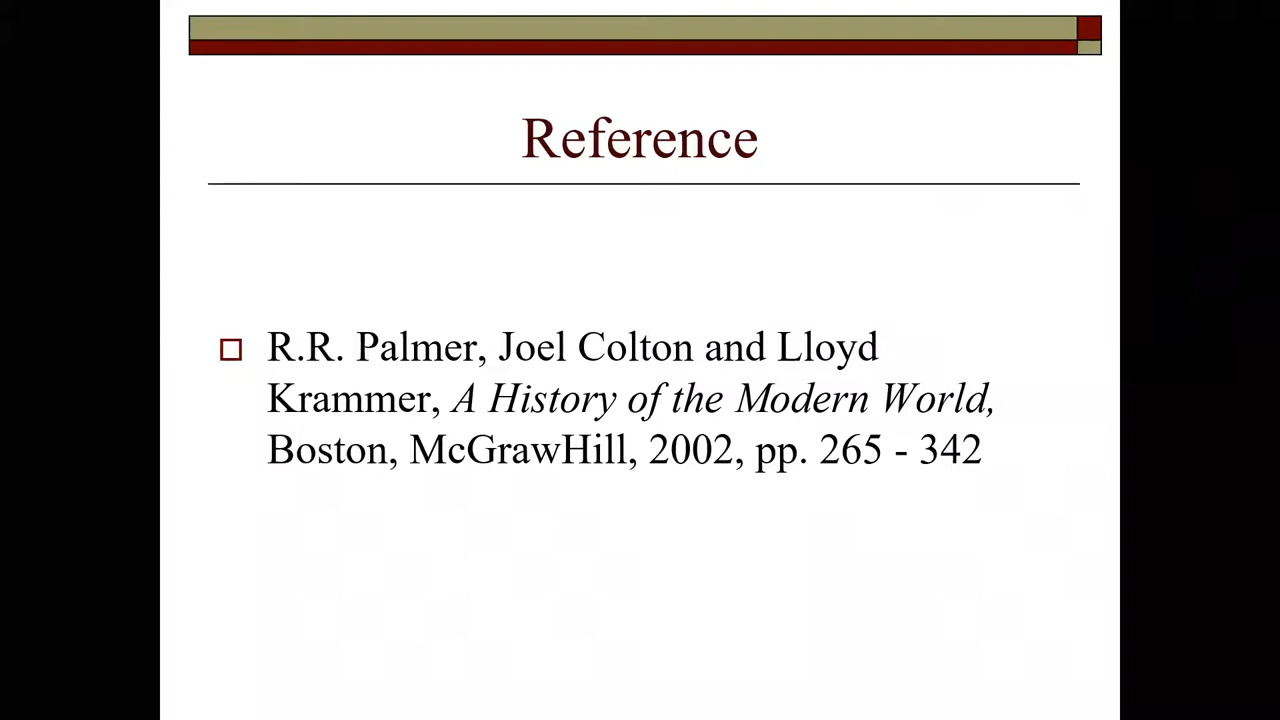 Reference
R.R. Palmer, Joel Colton and Lloyd
Krammer, A History of the Modern World,
Boston, McGrawHill, 2002, pp. 265 - 342